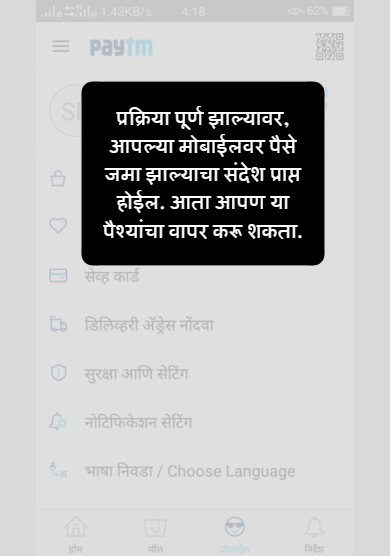 1.43KB/s 4:18 62%
paytm
प्रक्रिया पूर्ण झाल्यावर,
आपल्या मोबाईलवर पैसे
जमा झाल्याचा संदेश प्राप्त
होईल. आता आपण या
पैश्यांचा वापर करू शकता.
सेव्ह कार्ड
डिलिव्हरी ॲड्रेस नोंदवा
सुरक्षा आणि सेटिंग
नोटिफिकेशन सेटिंग
भाषा निवडा / Choose Language
होम मॉल प्रोफाईल निर्देश